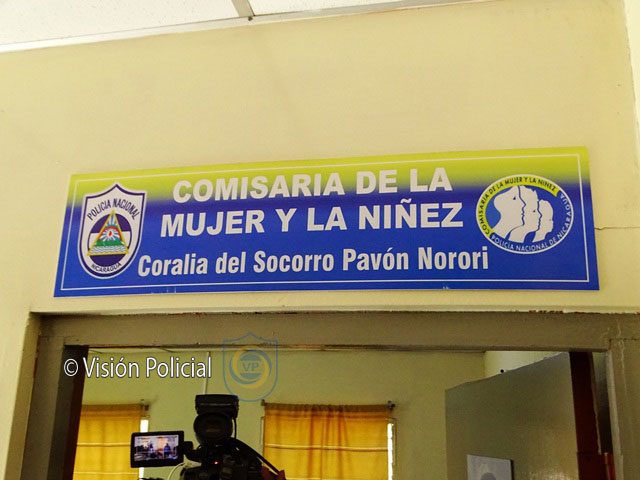 COMISARIA DE LA
MUJER Y LA NIÑEZ
Coralia del Socorro Pavón Norori
POLICIA NACIONAL
NICARAGUA
COMISARIA DE LA MUJER Y LA NIÑEZ
POLICIA NACIONAL DE NICARAGUA
© Visión Policial
VP